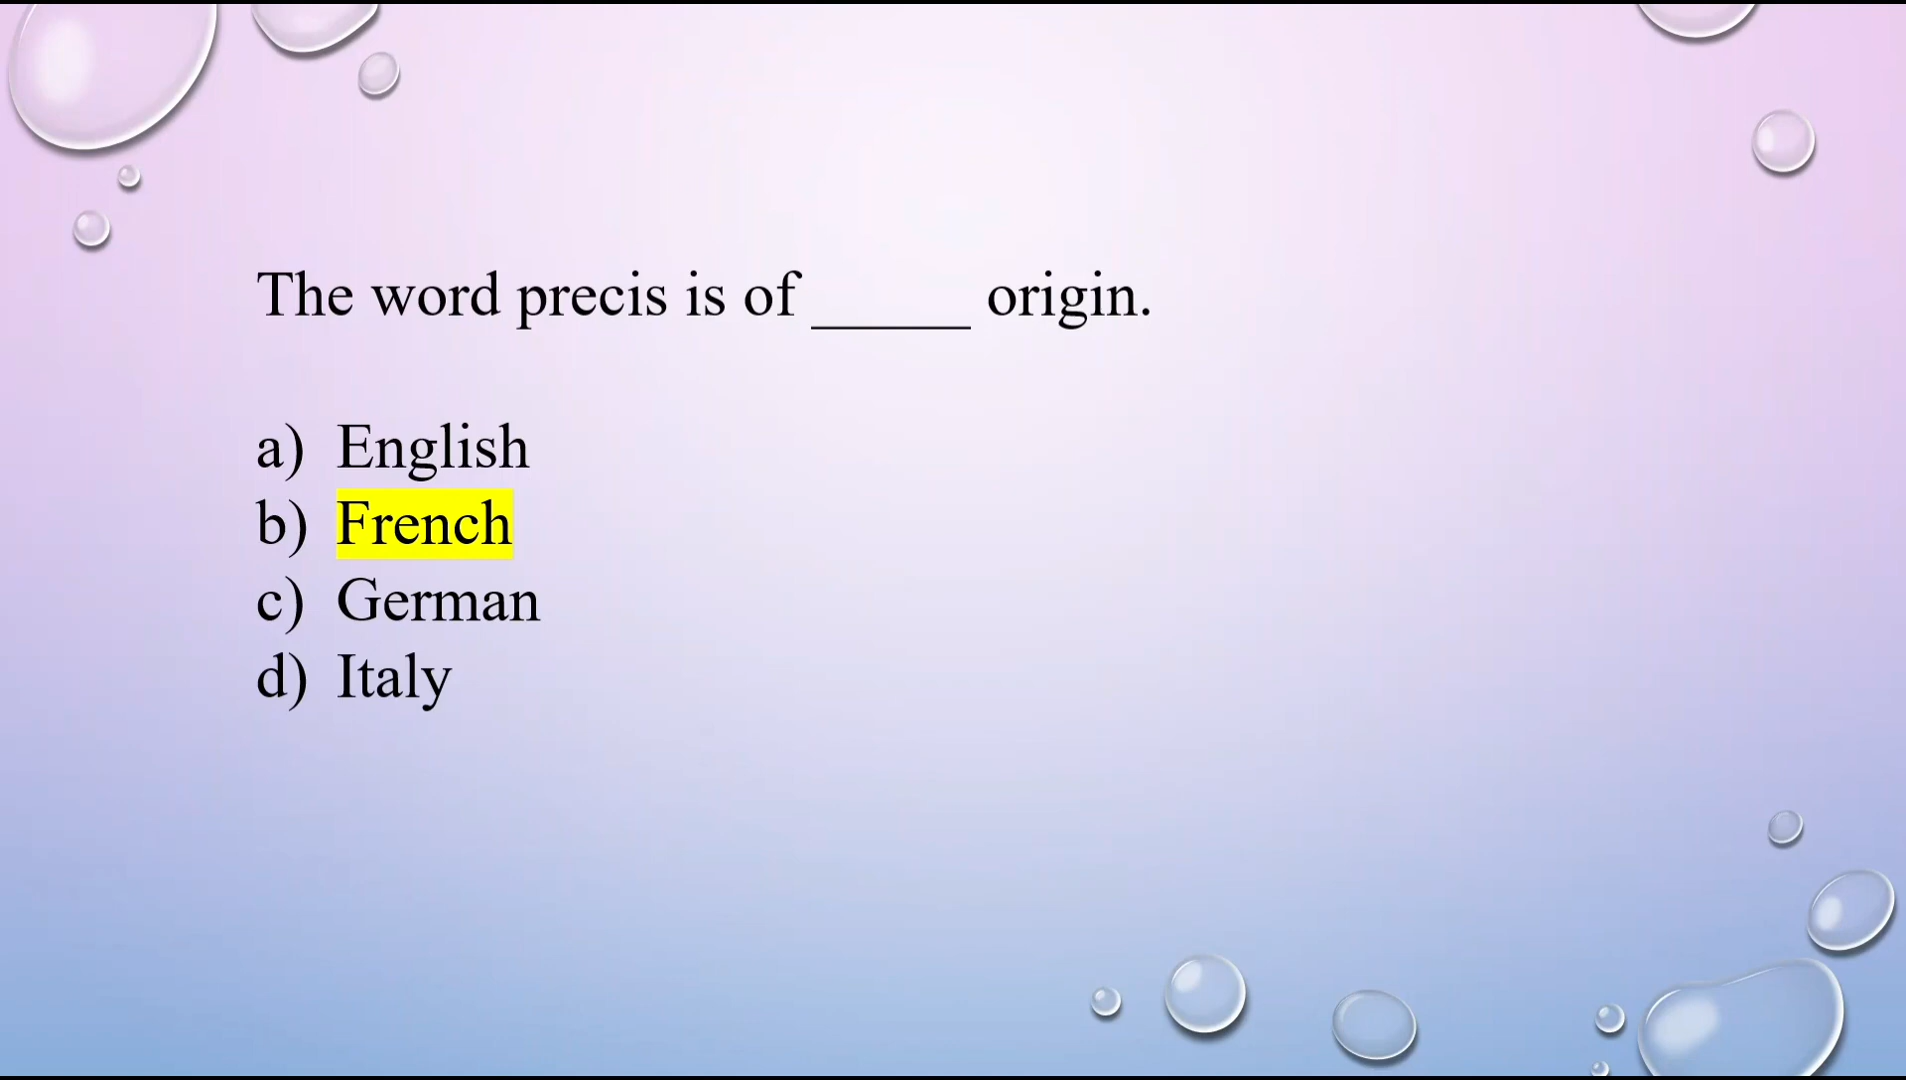 The word precis is of _____ origin.
a) English
b) French
c) German
d) Italy